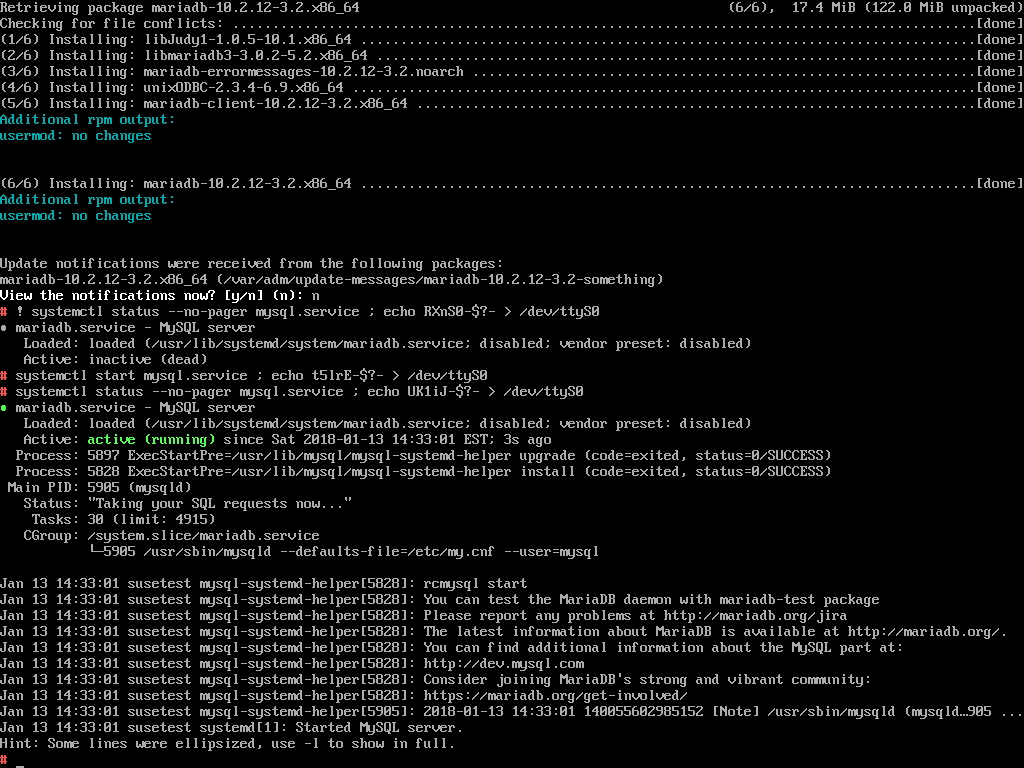 Retrieving package mariadb-10.2.12-3.2.x86_64 (6/6), 17.4 MiB (122.0 MiB unpacked)
Checking for file conflicts: ..............................................................................................[done]
(1/6) Installing: libJudy1-1.0.5-10.1.x86_64 .............................................................................[done]
(2/6) Installing: libmariadb3-3.0.2-5.2.x86_64 ...........................................................................[done]
(3/6) Installing: mariadb-errormessages-10.2.12-3.2.noarch ...............................................................[done]
(4/6) Installing: unixODBC-2.3.4-6.9.x86_64 ..............................................................................[done]
(5/6) Installing: mariadb-client-10.2.12-3.2.x86_64 ......................................................................[done]
Additional rpm output:
usermod: no changes
(6/6) Installing: mariadb-10.2.12-3.2.x86_64 .............................................................................[done]
Additional rpm output:
usermod: no changes
Update notifications were received from the following packages:
mariadb-10.2.12-3.2.x86_64 (/var/adm/update-messages/mariadb-10.2.12-3.2-something)
View the notifications now? [y/n] (n): n
# ! systemctl status --no-pager mysql.service ; echo RXnS0-$?- > /dev/ttyS0
● mariadb.service - MySQL server
Loaded: loaded (/usr/lib/systemd/system/mariadb.service; disabled; vendor preset: disabled)
Active: inactive (dead)
# systemctl start mysql.service ; echo t5lrE-$?- > /dev/ttyS0
# systemctl status --no-pager mysql.service ; echo UK1iJ-$?- > /dev/ttyS0
● mariadb.service - MySQL server
Loaded: loaded (/usr/lib/systemd/system/mariadb.service; disabled; vendor preset: disabled)
Active: active (running) since Sat 2018-01-13 14:33:01 EST; 3s ago
Process: 5897 ExecStartPre=/usr/lib/mysql/mysql-systemd-helper upgrade (code=exited, status=0/SUCCESS)
Process: 5828 ExecStartPre=/usr/lib/mysql/mysql-systemd-helper install (code=exited, status=0/SUCCESS)
Main PID: 5905 (mysqld)
Status: "Taking your SQL requests now..."
Tasks: 30 (limit: 4915)
CGroup: /system.slice/mariadb.service
└─5905 /usr/sbin/mysqld --defaults-file=/etc/my.cnf --user=mysql
Jan 13 14:33:01 susetest mysql-systemd-helper[5828]: rcmysql start
Jan 13 14:33:01 susetest mysql-systemd-helper[5828]: You can test the MariaDB daemon with mariadb-test package
Jan 13 14:33:01 susetest mysql-systemd-helper[5828]: Please report any problems at http://mariadb.org/jira
Jan 13 14:33:01 susetest mysql-systemd-helper[5828]: The latest information about MariaDB is available at http://mariadb.org/.
Jan 13 14:33:01 susetest mysql-systemd-helper[5828]: You can find additional information about the MySQL part at:
Jan 13 14:33:01 susetest mysql-systemd-helper[5828]: http://dev.mysql.com
Jan 13 14:33:01 susetest mysql-systemd-helper[5828]: Consider joining MariaDB's strong and vibrant community:
Jan 13 14:33:01 susetest mysql-systemd-helper[5828]: https://mariadb.org/get-involved/
Jan 13 14:33:01 susetest mysql-systemd-helper[5905]: 2018-01-13 14:33:01 140055602985152 [Note] /usr/sbin/mysqld (mysqld…905 ...
Jan 13 14:33:01 susetest systemd[1]: Started MySQL server.
Hint: Some lines were ellipsized, use -l to show in full.
# _